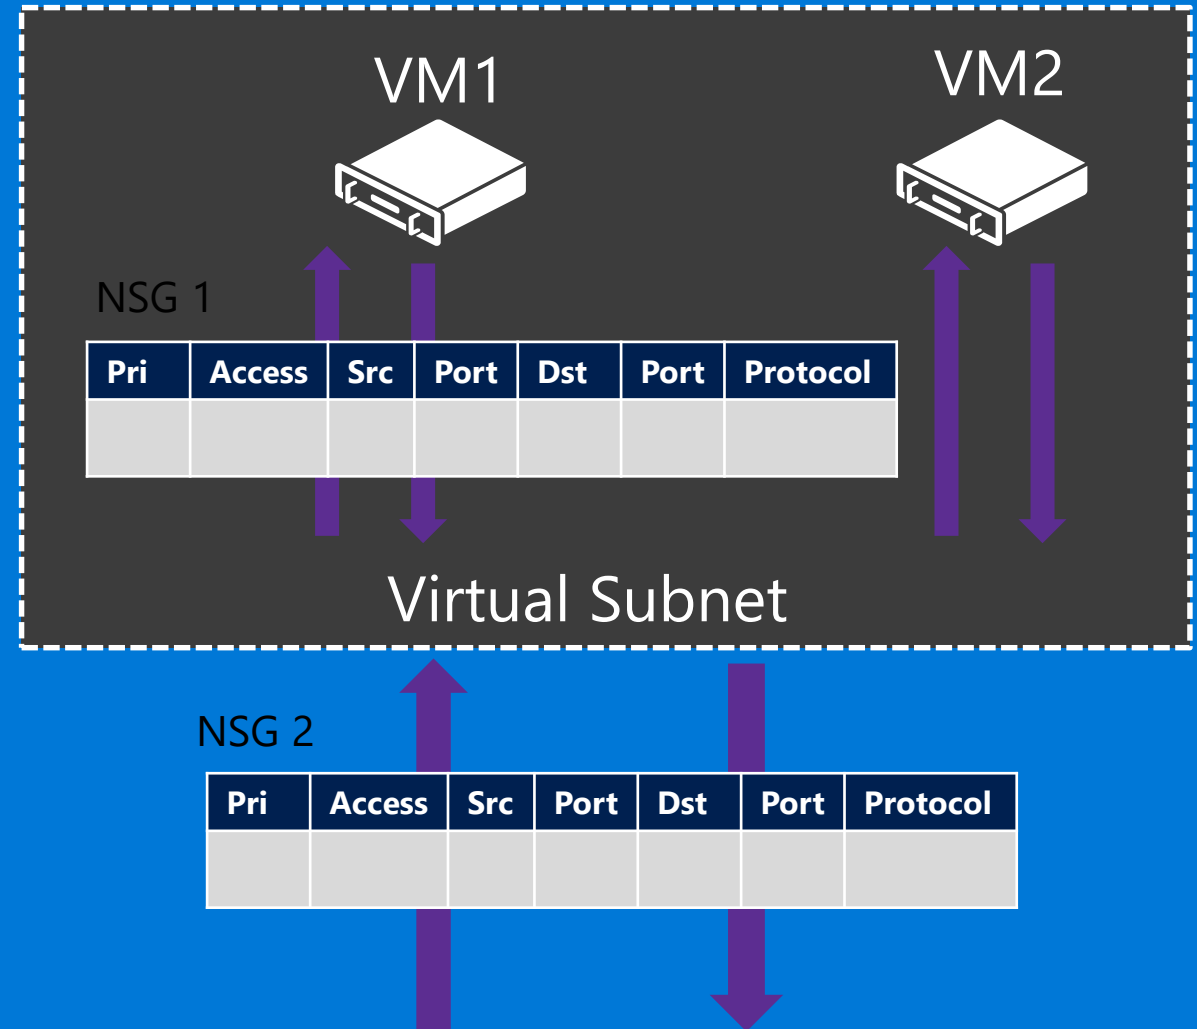 VM1 VM2
NSG 1
Pri Access Src Port Dst Port Protocol
Virtual Subnet
NSG 2
Pri Access Src Port Dst Port Protocol